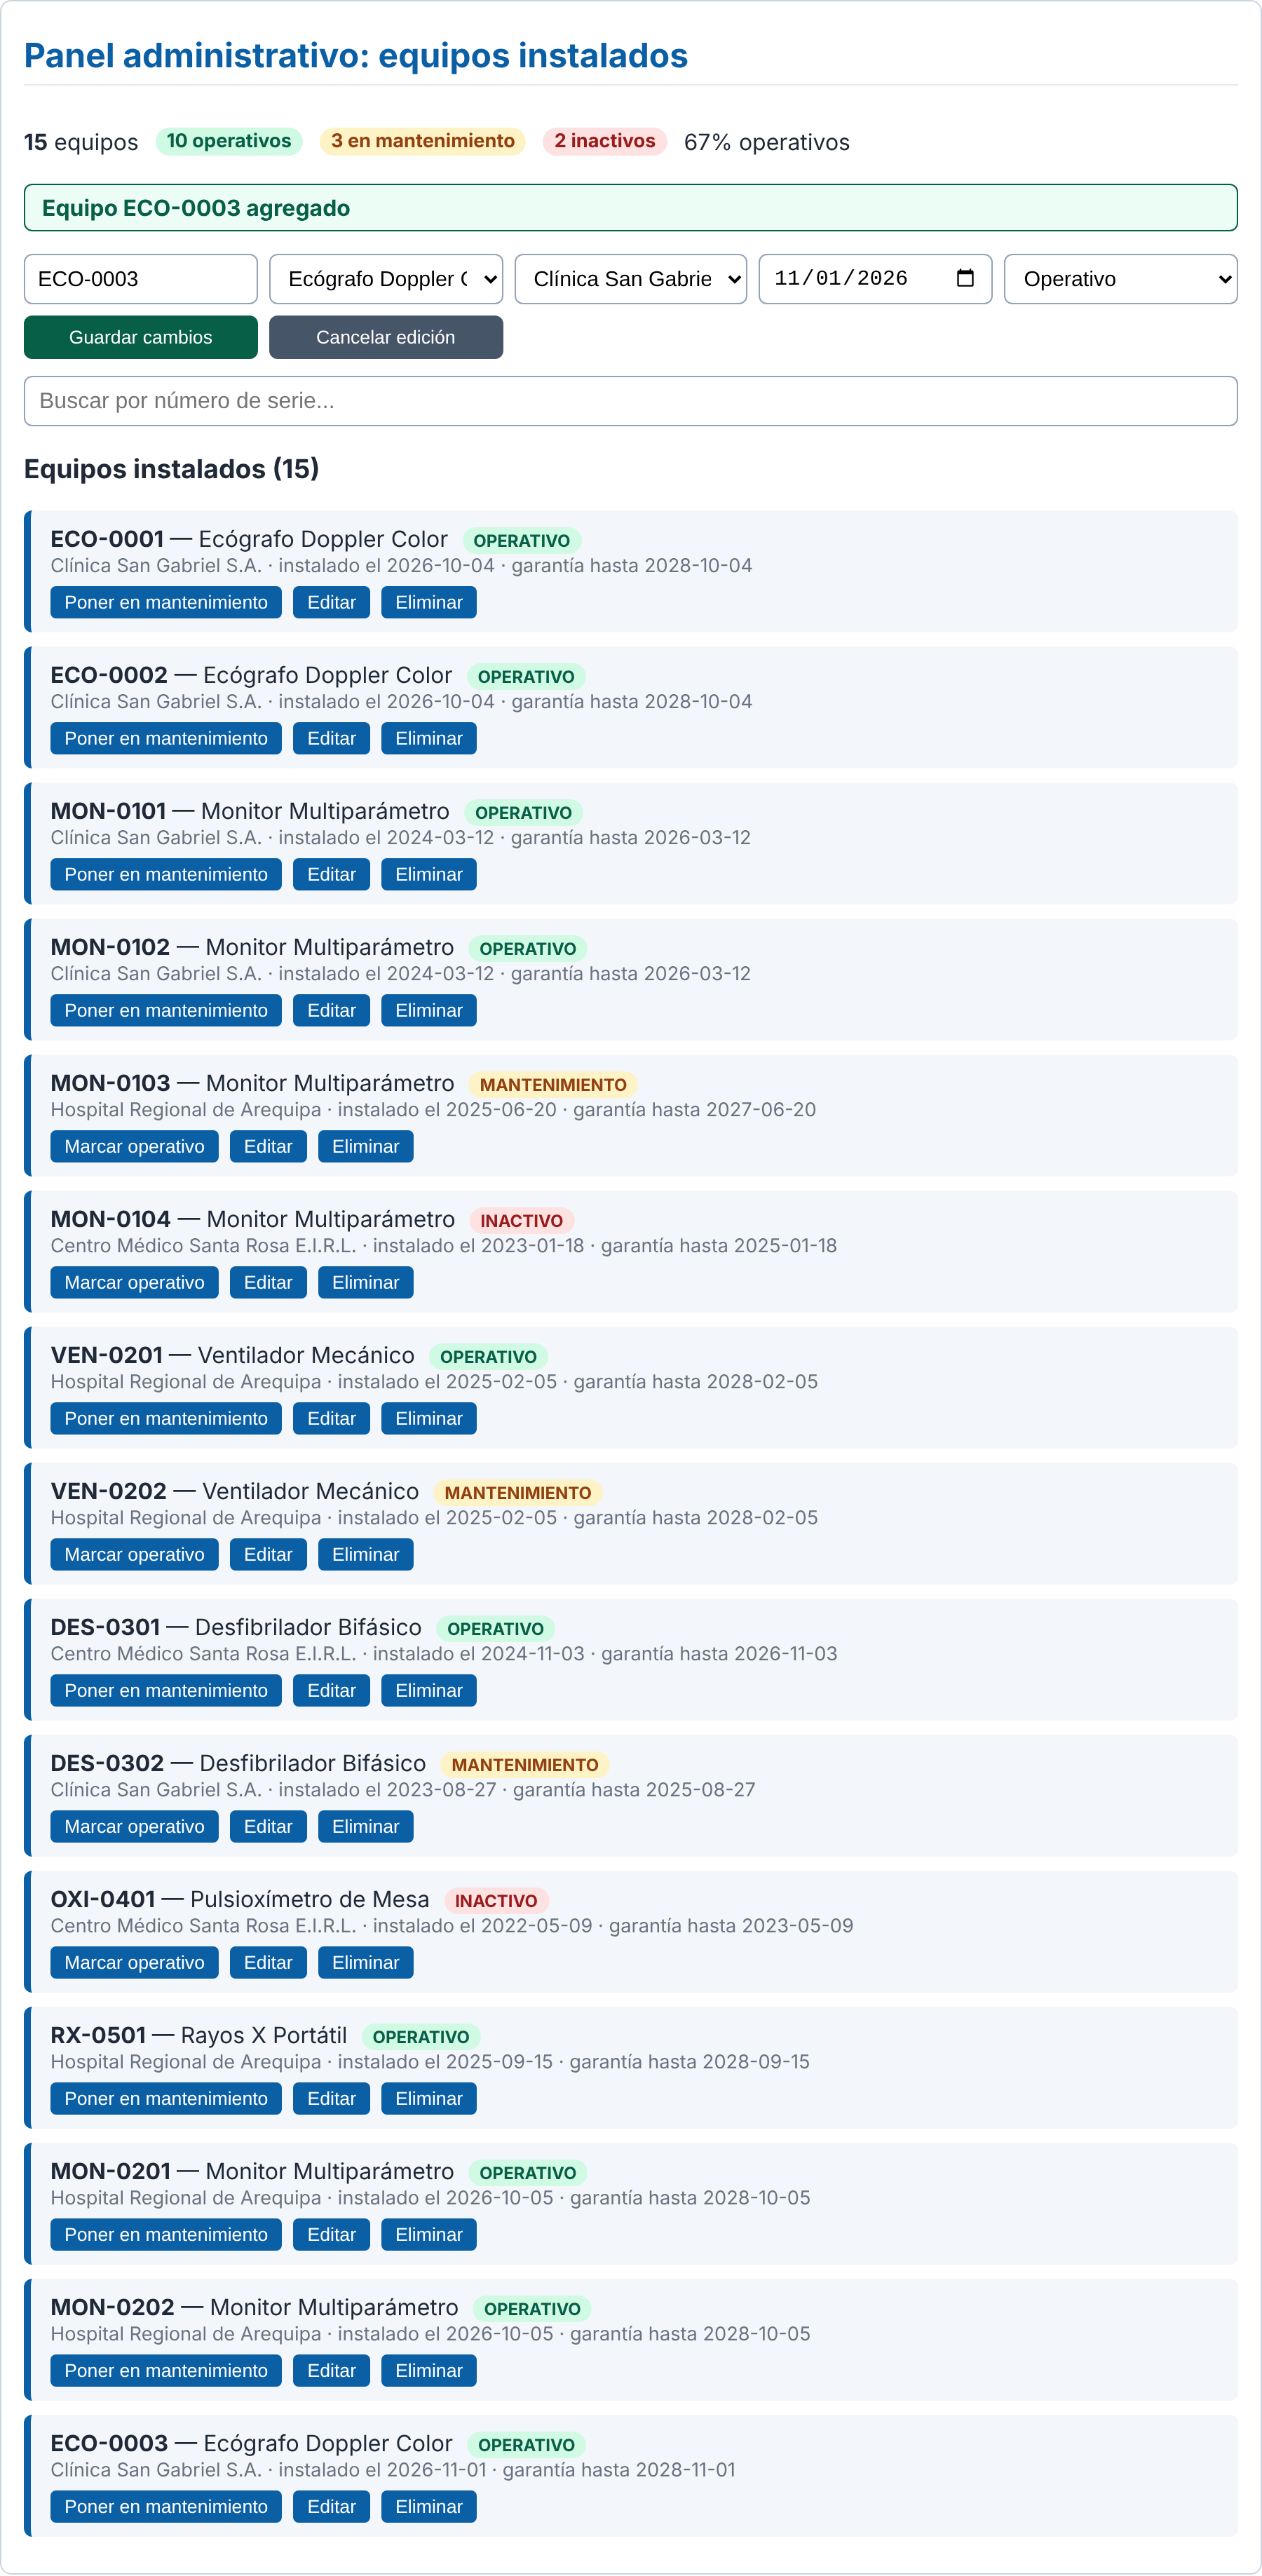 Panel administrativo: equipos instalados
15 equipos 10 operativos 3 en mantenimiento 2 inactivos 67% operativos
Equipo ECO-0003 agregado
ECO-0003 Ecógrafo Doppler C Clínica San Gabrie 11/01/2026 Operativo
Guardar cambios Cancelar edición
Buscar por número de serie...
Equipos instalados (15)
ECO-0001 — Ecógrafo Doppler Color OPERATIVO
Clínica San Gabriel S.A. · instalado el 2026-10-04 · garantía hasta 2028-10-04
Poner en mantenimiento Editar Eliminar
ECO-0002 — Ecógrafo Doppler Color OPERATIVO
Clínica San Gabriel S.A. · instalado el 2026-10-04 · garantía hasta 2028-10-04
Poner en mantenimiento Editar Eliminar
MON-0101 — Monitor Multiparámetro OPERATIVO
Clínica San Gabriel S.A. · instalado el 2024-03-12 · garantía hasta 2026-03-12
Poner en mantenimiento Editar Eliminar
MON-0102 — Monitor Multiparámetro OPERATIVO
Clínica San Gabriel S.A. · instalado el 2024-03-12 · garantía hasta 2026-03-12
Poner en mantenimiento Editar Eliminar
MON-0103 — Monitor Multiparámetro MANTENIMIENTO
Hospital Regional de Arequipa · instalado el 2025-06-20 · garantía hasta 2027-06-20
Marcar operativo Editar Eliminar
MON-0104 — Monitor Multiparámetro INACTIVO
Centro Médico Santa Rosa E.I.R.L. · instalado el 2023-01-18 · garantía hasta 2025-01-18
Marcar operativo Editar Eliminar
VEN-0201 — Ventilador Mecánico OPERATIVO
Hospital Regional de Arequipa · instalado el 2025-02-05 · garantía hasta 2028-02-05
Poner en mantenimiento Editar Eliminar
VEN-0202 — Ventilador Mecánico MANTENIMIENTO
Hospital Regional de Arequipa · instalado el 2025-02-05 · garantía hasta 2028-02-05
Marcar operativo Editar Eliminar
DES-0301 — Desfibrilador Bifásico OPERATIVO
Centro Médico Santa Rosa E.I.R.L. · instalado el 2024-11-03 · garantía hasta 2026-11-03
Poner en mantenimiento Editar Eliminar
DES-0302 — Desfibrilador Bifásico MANTENIMIENTO
Clínica San Gabriel S.A. · instalado el 2023-08-27 · garantía hasta 2025-08-27
Marcar operativo Editar Eliminar
OXI-0401 — Pulsioxímetro de Mesa INACTIVO
Centro Médico Santa Rosa E.I.R.L. · instalado el 2022-05-09 · garantía hasta 2023-05-09
Marcar operativo Editar Eliminar
RX-0501 — Rayos X Portátil OPERATIVO
Hospital Regional de Arequipa · instalado el 2025-09-15 · garantía hasta 2028-09-15
Poner en mantenimiento Editar Eliminar
MON-0201 — Monitor Multiparámetro OPERATIVO
Hospital Regional de Arequipa · instalado el 2026-10-05 · garantía hasta 2028-10-05
Poner en mantenimiento Editar Eliminar
MON-0202 — Monitor Multiparámetro OPERATIVO
Hospital Regional de Arequipa · instalado el 2026-10-05 · garantía hasta 2028-10-05
Poner en mantenimiento Editar Eliminar
ECO-0003 — Ecógrafo Doppler Color OPERATIVO
Clínica San Gabriel S.A. · instalado el 2026-11-01 · garantía hasta 2028-11-01
Poner en mantenimiento Editar Eliminar